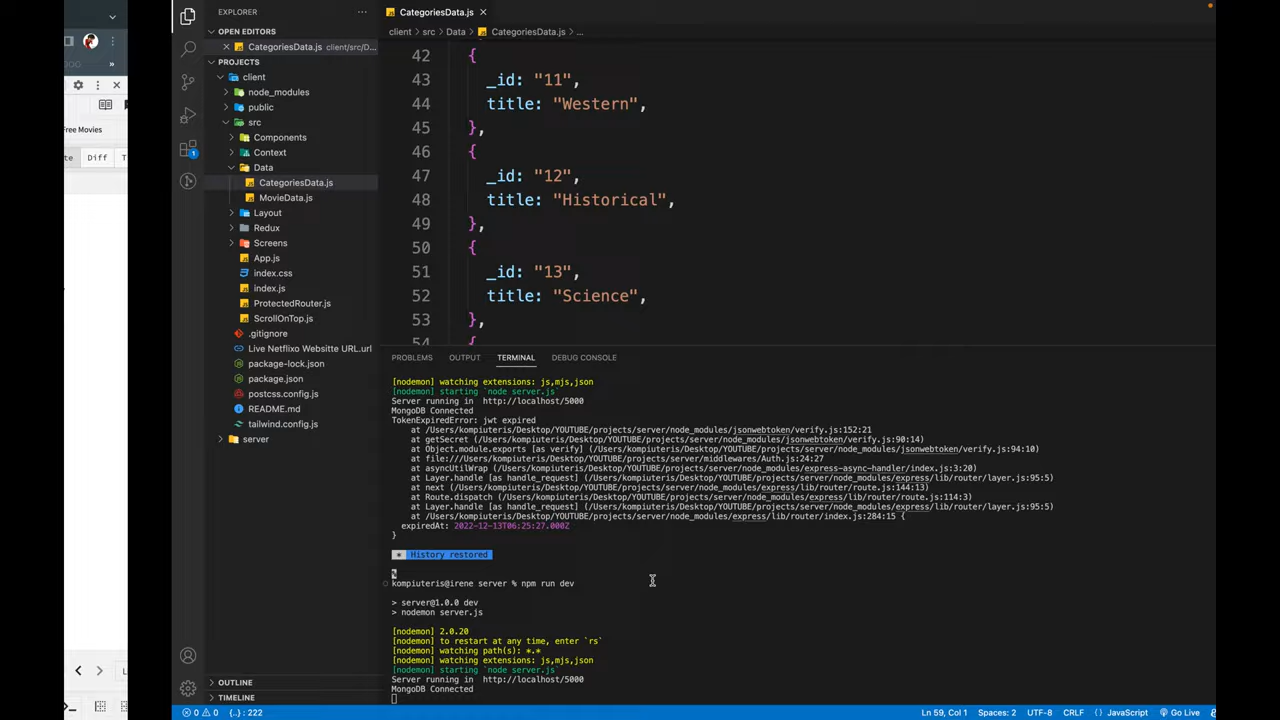 Free Movies
Diff
EXPLORER
OPEN EDITORS
CategoriesData.js client/src/D...
PROJECTS
client
node_modules
public
src
Components
Context
Data
CategoriesData.js
MovieData.js
Layout
Redux
Screens
App.js
index.css
index.js
ProtectedRouter.js
ScrollOnTop.js
.gitignore
Live Netflixo Websitte URL.url
package-lock.json
package.json
postcss.config.js
README.md
tailwind.config.js
server
OUTLINE
TIMELINE
CategoriesData.js
client > src > Data > CategoriesData.js > ...
42 {
43 _id: "11",
44 title: "Western",
45 },
46 {
47 _id: "12",
48 title: "Historical",
49 },
50 {
51 _id: "13",
52 title: "Science",
53 },
54 {
PROBLEMS OUTPUT TERMINAL DEBUG CONSOLE
[nodemon] watching extensions: js,mjs,json
[nodemon] starting `node server.js`
Server running in  http://localhost/5000
MongoDB Connected
TokenExpiredError: jwt expired
at /Users/kompiuteris/Desktop/YOUTUBE/projects/server/node_modules/jsonwebtoken/verify.js:152:21
at getSecret (/Users/kompiuteris/Desktop/YOUTUBE/projects/server/node_modules/jsonwebtoken/verify.js:90:14)
at Object.module.exports [as verify] (/Users/kompiuteris/Desktop/YOUTUBE/projects/server/node_modules/jsonwebtoken/verify.js:94:10)
at file:///Users/kompiuteris/Desktop/YOUTUBE/projects/server/middlewares/Auth.js:24:27
at asyncUtilWrap (/Users/kompiuteris/Desktop/YOUTUBE/projects/server/node_modules/express-async-handler/index.js:3:20)
at Layer.handle [as handle_request] (/Users/kompiuteris/Desktop/YOUTUBE/projects/server/node_modules/express/lib/router/layer.js:95:5)
at next (/Users/kompiuteris/Desktop/YOUTUBE/projects/server/node_modules/express/lib/router/route.js:144:13)
at Route.dispatch (/Users/kompiuteris/Desktop/YOUTUBE/projects/server/node_modules/express/lib/router/route.js:114:3)
at Layer.handle [as handle_request] (/Users/kompiuteris/Desktop/YOUTUBE/projects/server/node_modules/express/lib/router/layer.js:95:5)
at /Users/kompiuteris/Desktop/YOUTUBE/projects/server/node_modules/express/lib/router/index.js:284:15 {
expiredAt: 2022-12-13T06:25:27.000Z
}
* History restored
%
kompiuteris@irene server % npm run dev
> server@1.0.0 dev
> nodemon server.js
[nodemon] 2.0.20
[nodemon] to restart at any time, enter `rs`
[nodemon] watching path(s): *.*
[nodemon] watching extensions: js,mjs,json
[nodemon] starting `node server.js`
Server running in  http://localhost/5000
MongoDB Connected
0 0 {..} : 222 Ln 59, Col 1 Spaces: 2 UTF-8 CRLF { } JavaScript Go Live